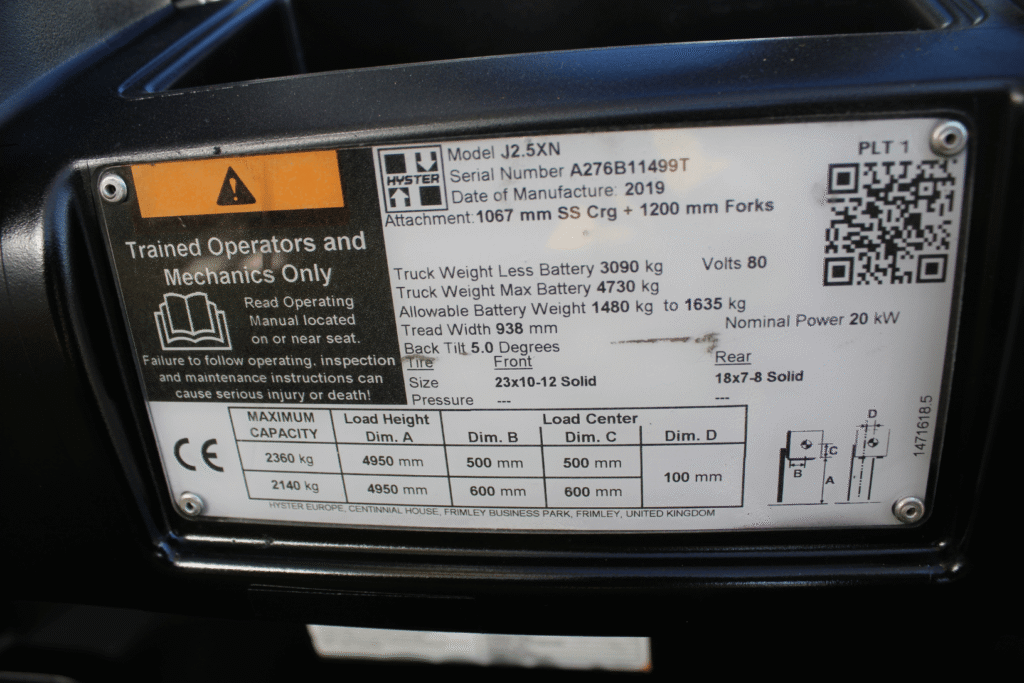 Trained Operators and
Mechanics Only
Read Operating
Manual located
on or near seat.
Failure to follow operating, inspection
and maintenance instructions can
cause serious injury or death!
HYSTER
Model J2.5XN
Serial Number A276B11499T
Date of Manufacture: 2019
Attachment: 1067 mm SS Crg + 1200 mm Forks
PLT 1
Truck Weight Less Battery 3090 kg Volts 80
Truck Weight Max Battery 4730 kg
Allowable Battery Weight 1480 kg to 1635 kg
Tread Width 938 mm Nominal Power 20 kW
Back Tilt 5.0 Degrees
Tire Front Rear
Size 23x10-12 Solid 18x7-8 Solid
Pressure --- ---
MAXIMUM CAPACITY Load Height Dim. A Load Center
Dim. B Dim. C Dim. D
2360 kg 4950 mm 500 mm 500 mm 100 mm
2140 kg 4950 mm 600 mm 600 mm
CE
D
C
B
A
1471618.5
HYSTER EUROPE, CENTINNIAL HOUSE, FRIMLEY BUSINESS PARK, FRIMLEY, UNITED KINGDOM